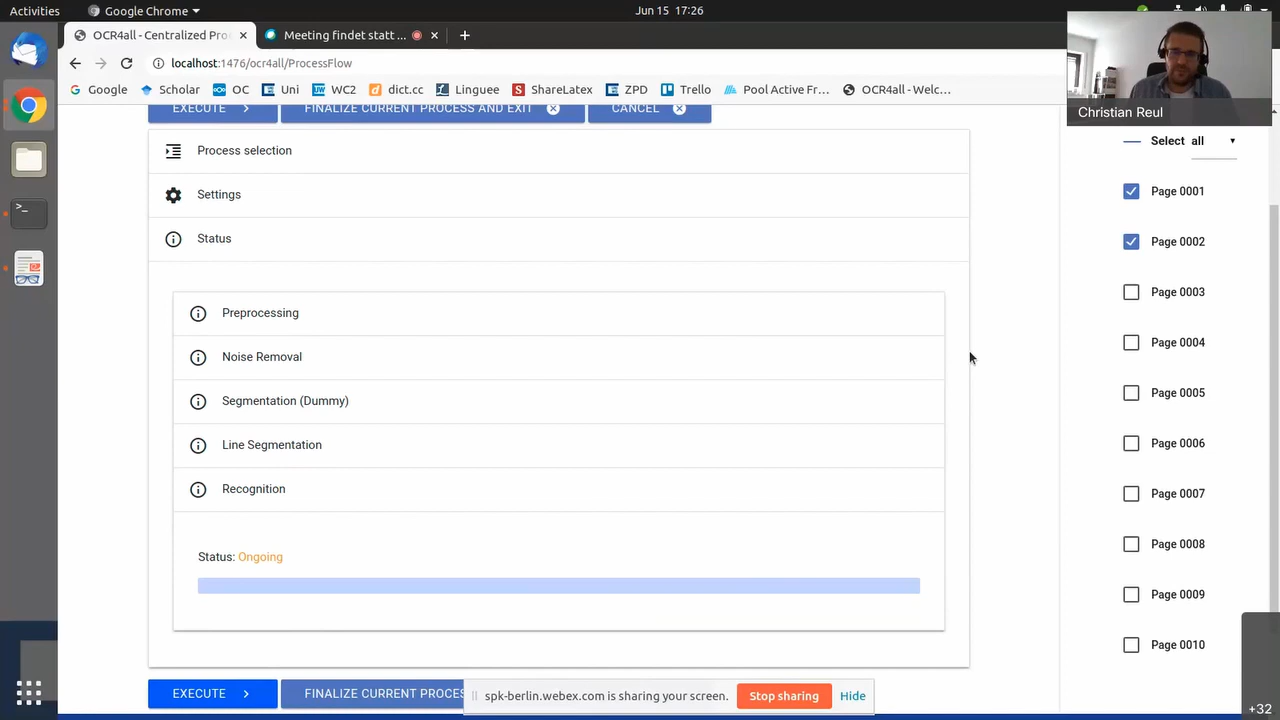 Activities
Google Chrome
Jun 15 17:26
OCR4all - Centralized Pro
Meeting findet statt ...
localhost:1476/ocr4all/ProcessFlow
Google
Scholar
OC
Uni
WC2
dict.cc
Linguee
ShareLatex
ZPD
Trello
Pool Active Fr...
OCR4all - Welc...
Christian Reul
EXECUTE
FINALIZE CURRENT PROCESS AND EXIT
CANCEL
Process selection
Settings
Status
Preprocessing
Noise Removal
Segmentation (Dummy)
Line Segmentation
Recognition
Status: Ongoing
EXECUTE
FINALIZE CURRENT PROCES
spk-berlin.webex.com is sharing your screen.
Stop sharing
Hide
Select all
Page 0001
Page 0002
Page 0003
Page 0004
Page 0005
Page 0006
Page 0007
Page 0008
Page 0009
Page 0010
+32